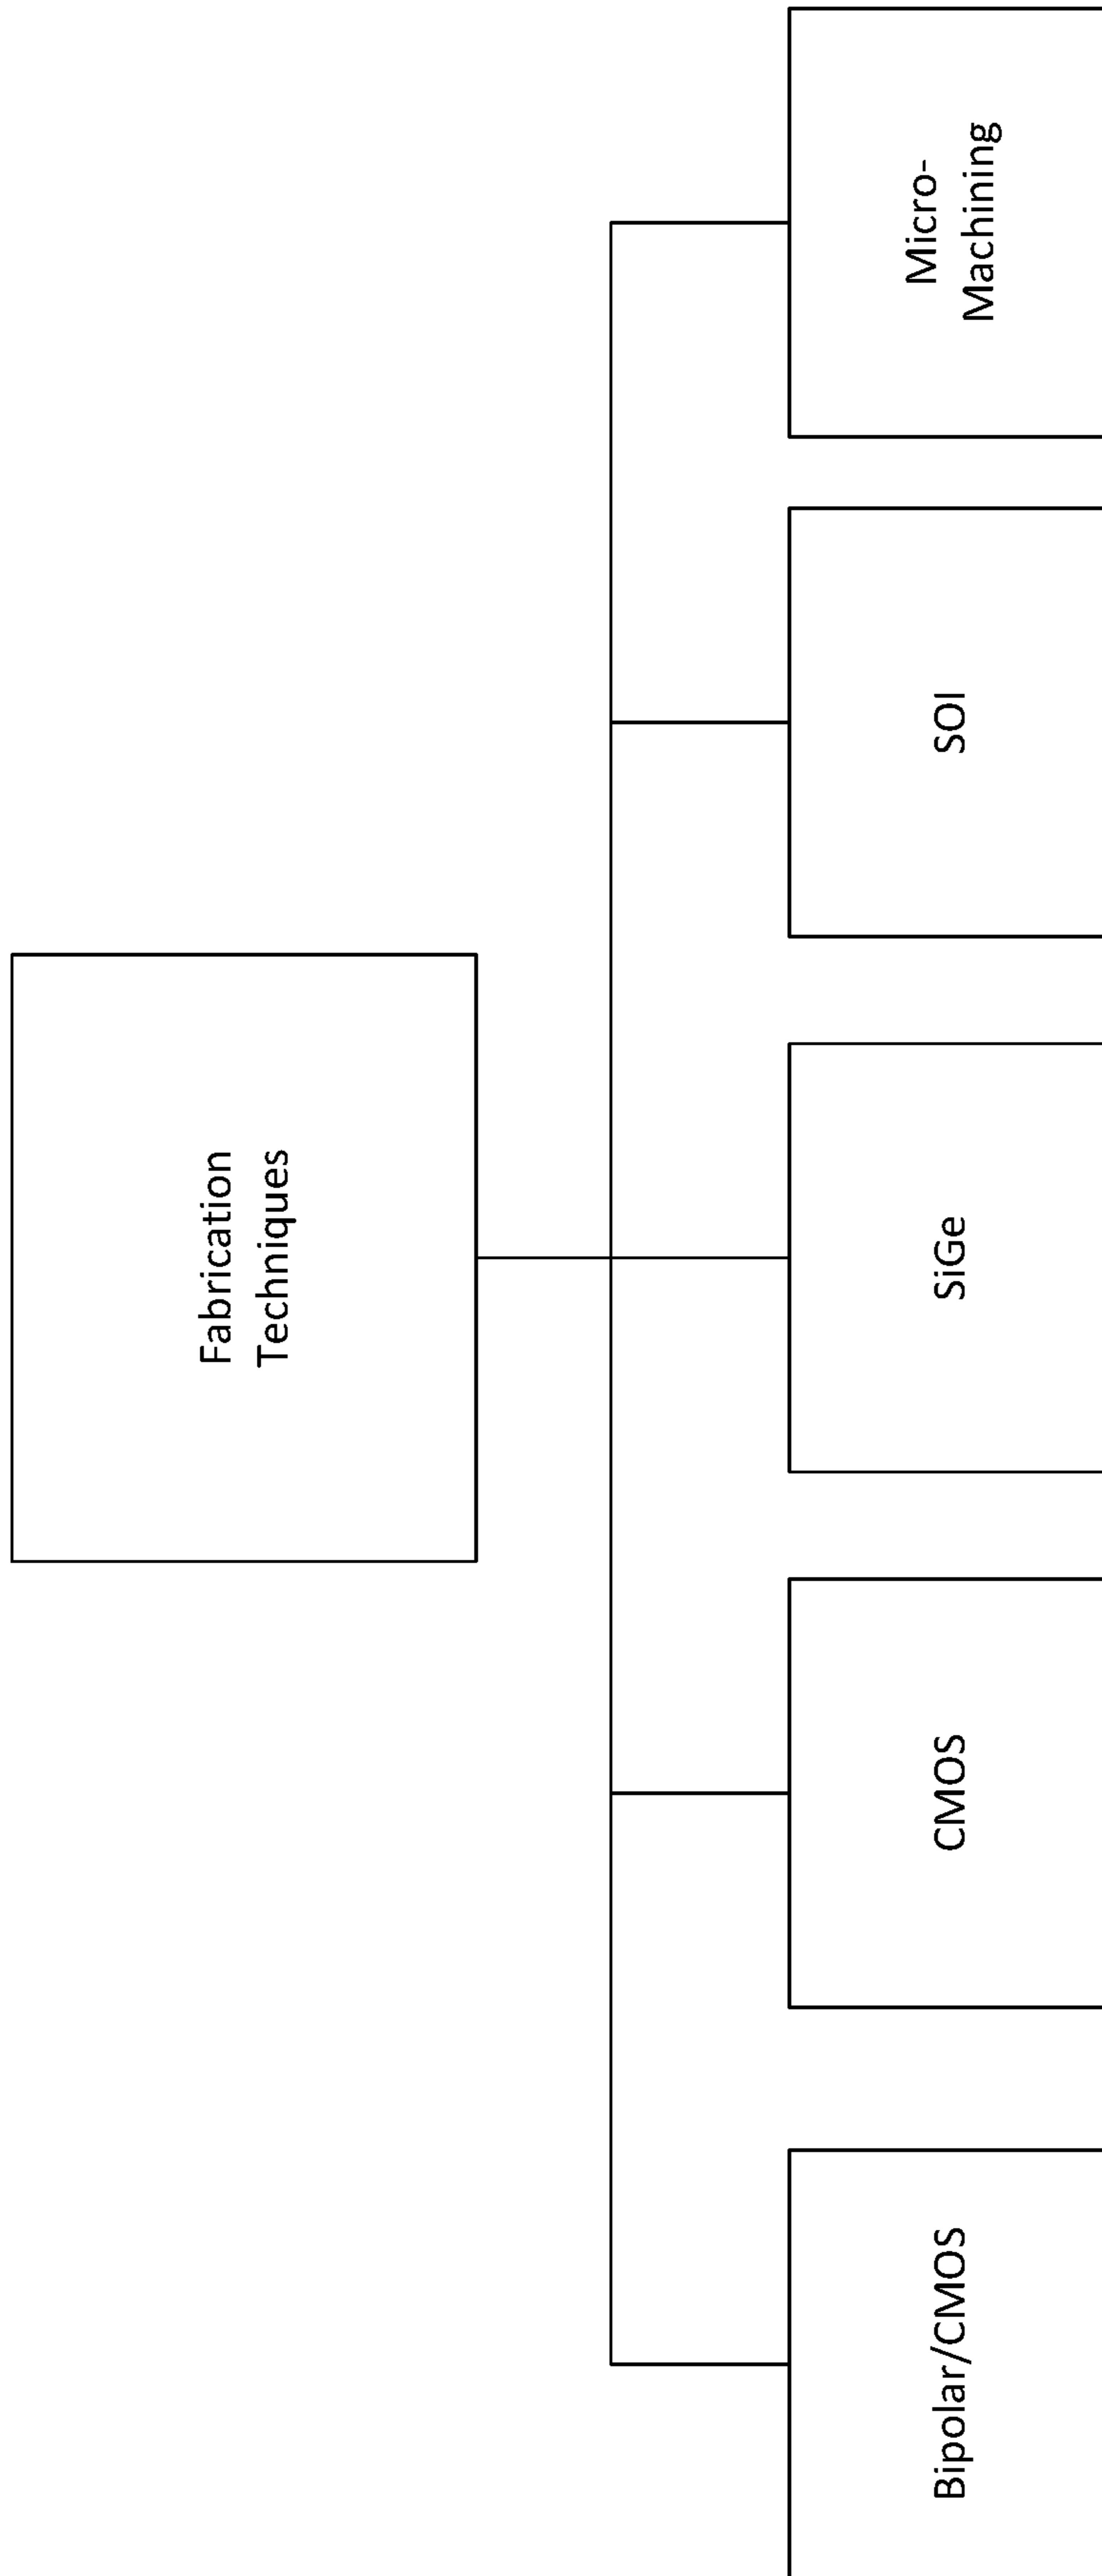 Fabrication
Techniques
Bipolar/CMOS
CMOS
SiGe
SOI
Micro-
Machining